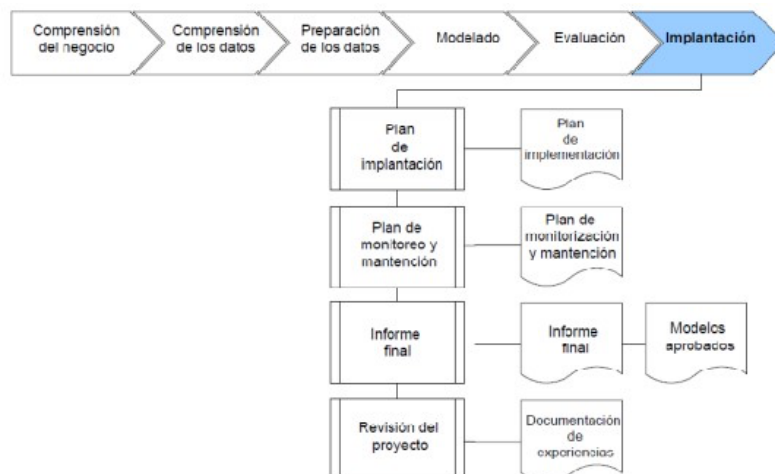 Comprensión
del negocio
Comprensión
de los datos
Preparación
de los datos
Modelado
Evaluación
Implantación
Plan
de
implantación
Plan
de
implementación
Plan de
monitoreo y
mantención
Plan de
monitorización
y mantención
Informe
final
Informe
final
Modelos
aprobados
Revisión del
proyecto
Documentación
de
experiencias